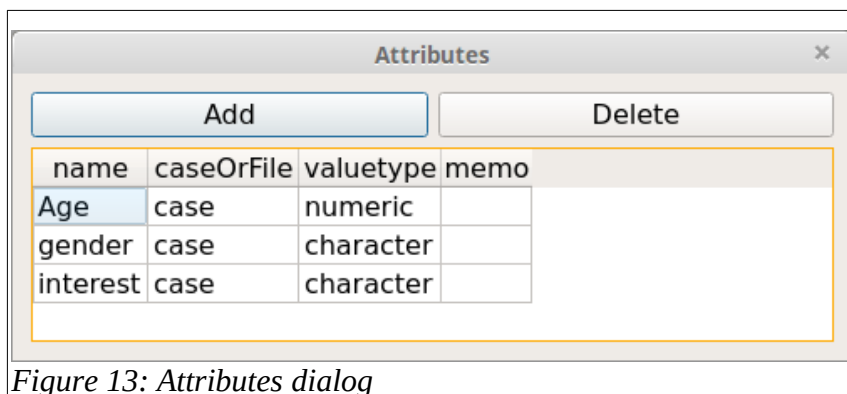 Attributes ×
Add Delete
name caseOrFile valuetype memo
Age case numeric
gender case character
interest case character
Figure 13: Attributes dialog